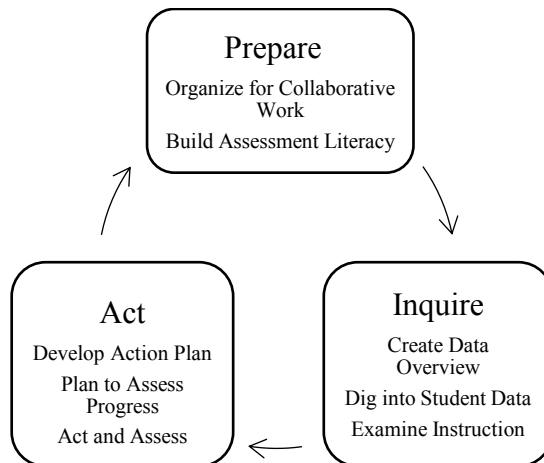 Prepare
Organize for Collaborative
Work
Build Assessment Literacy
Act
Develop Action Plan
Plan to Assess
Progress
Act and Assess
Inquire
Create Data
Overview
Dig into Student Data
Examine Instruction